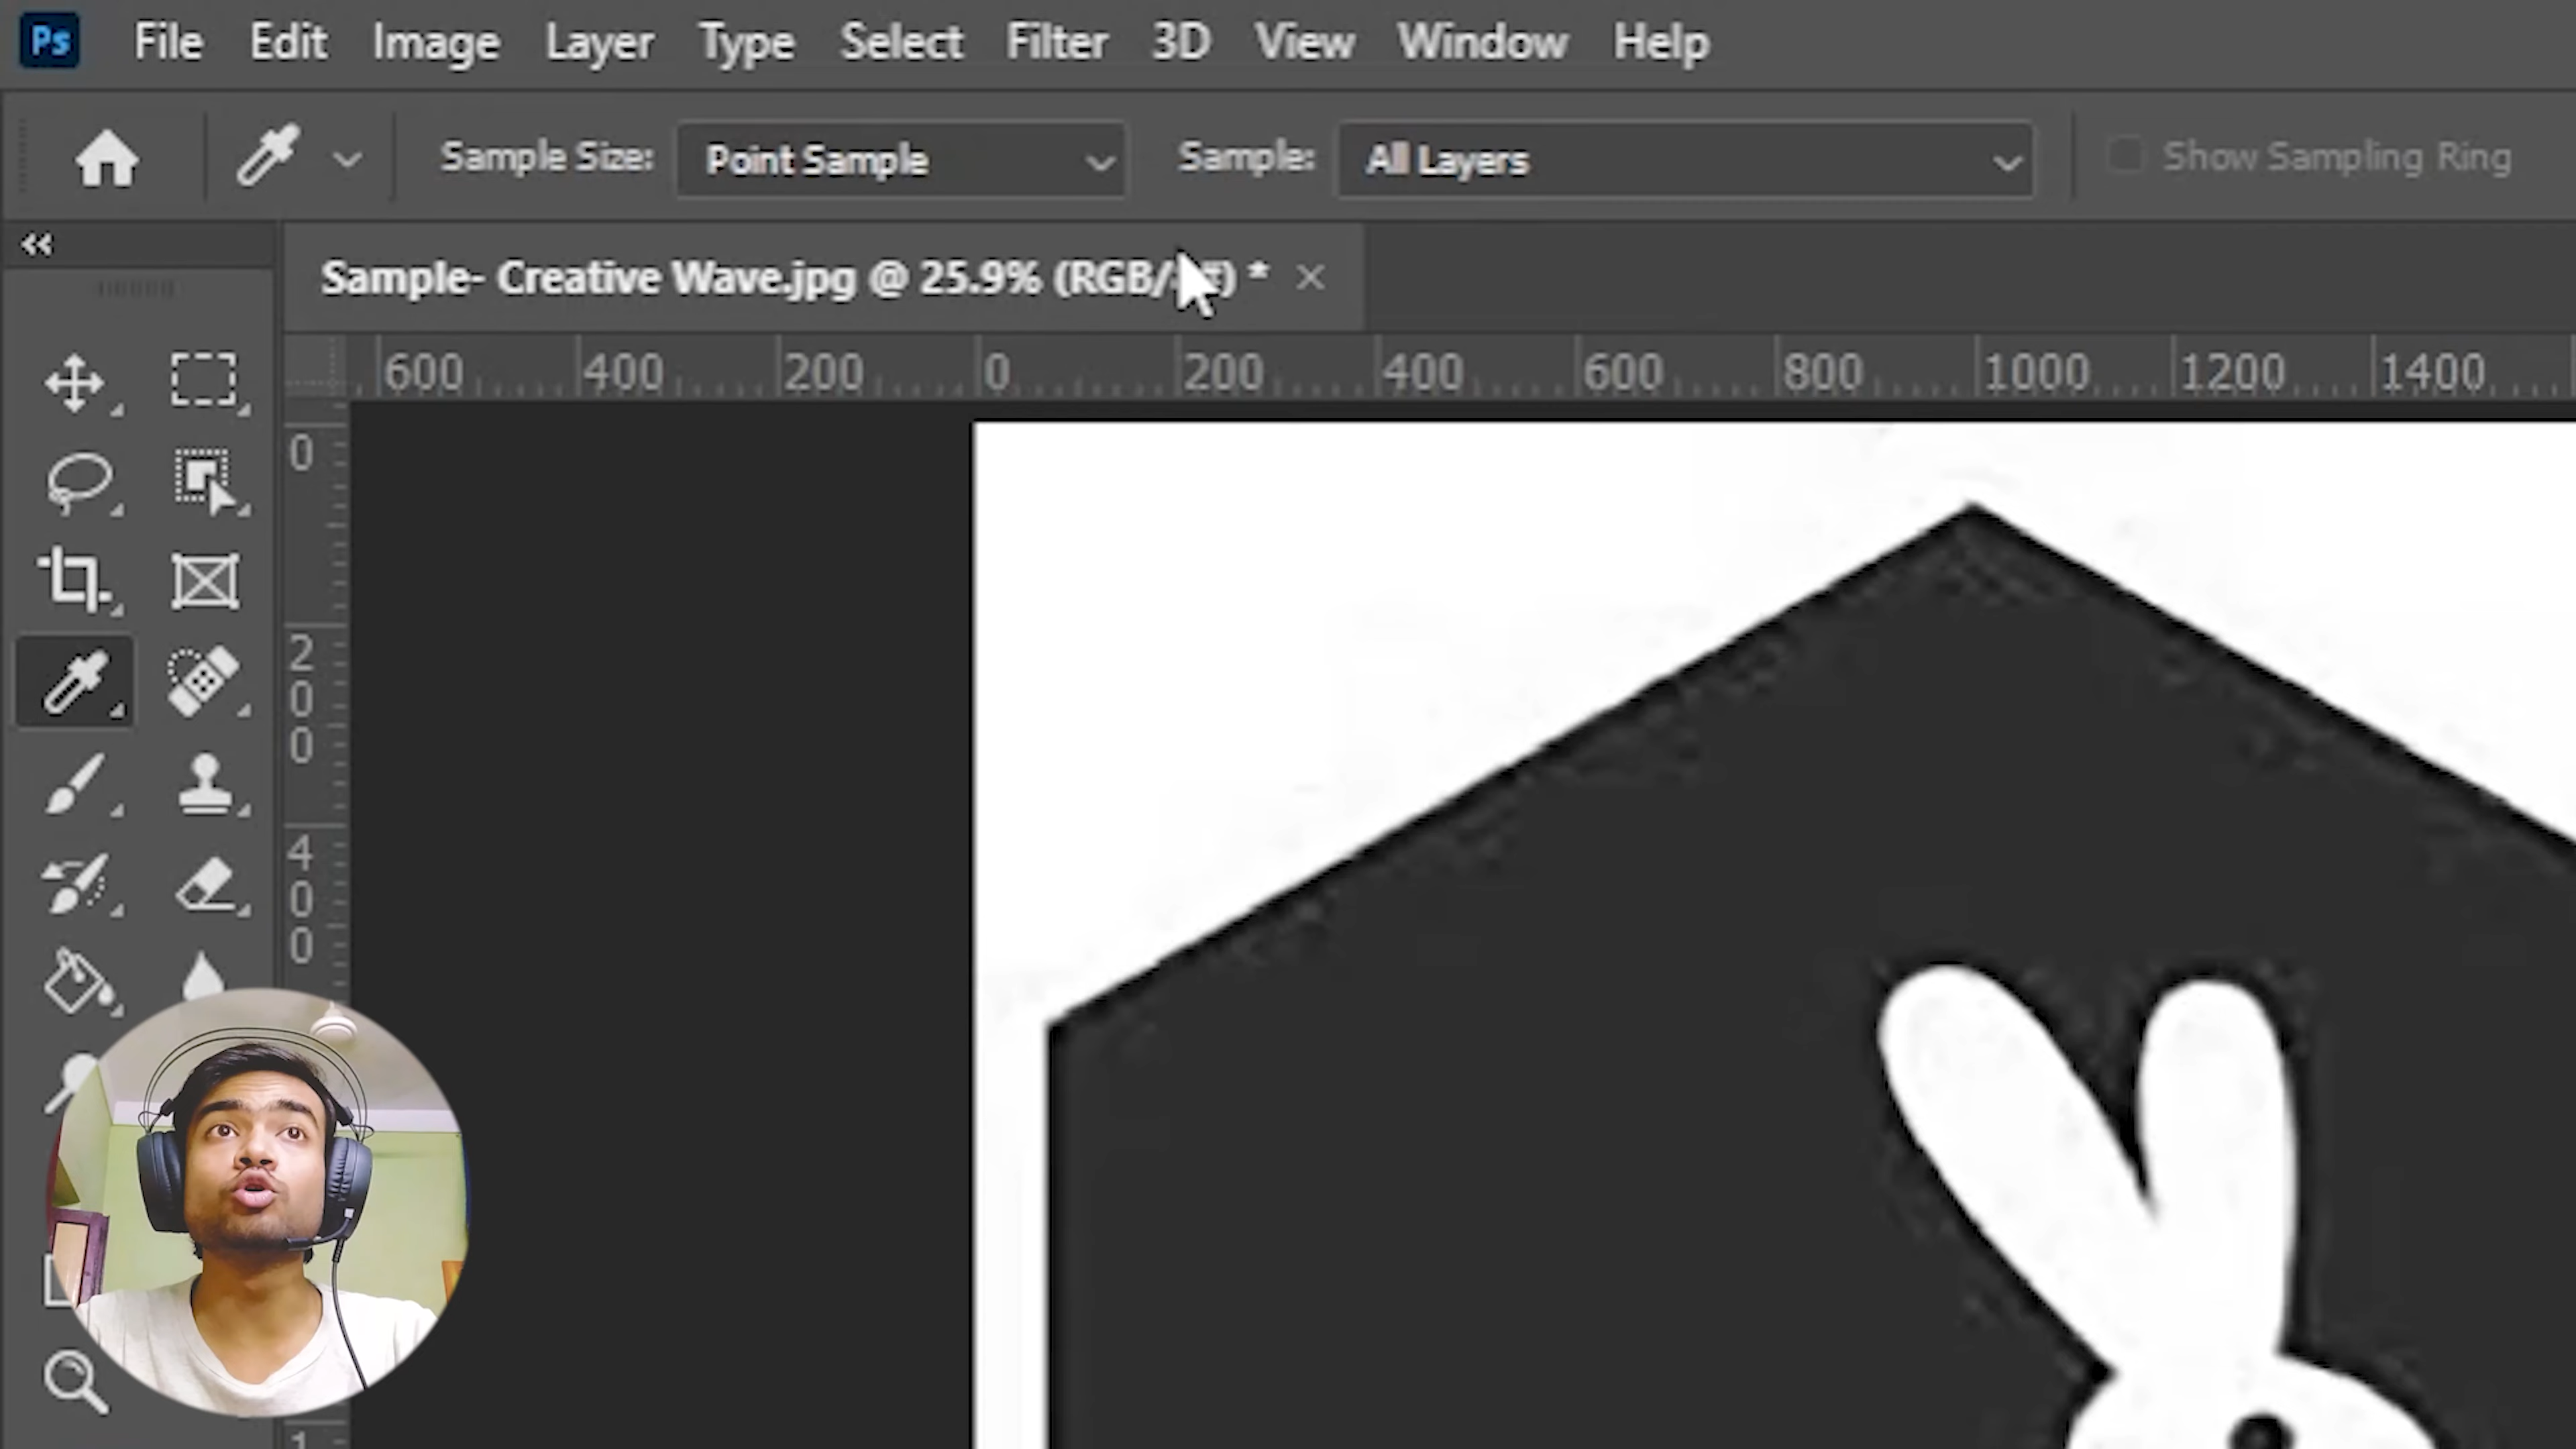 Ps File Edit Image Layer Type Select Filter 3D View Window Help
Sample Size: Point Sample Sample: All Layers Show Sampling Ring
Sample- Creative Wave.jpg @ 25.9% (RGB/ *
600 400 200 0 200 400 600 800 1000 1200 1400
0
200
400
1